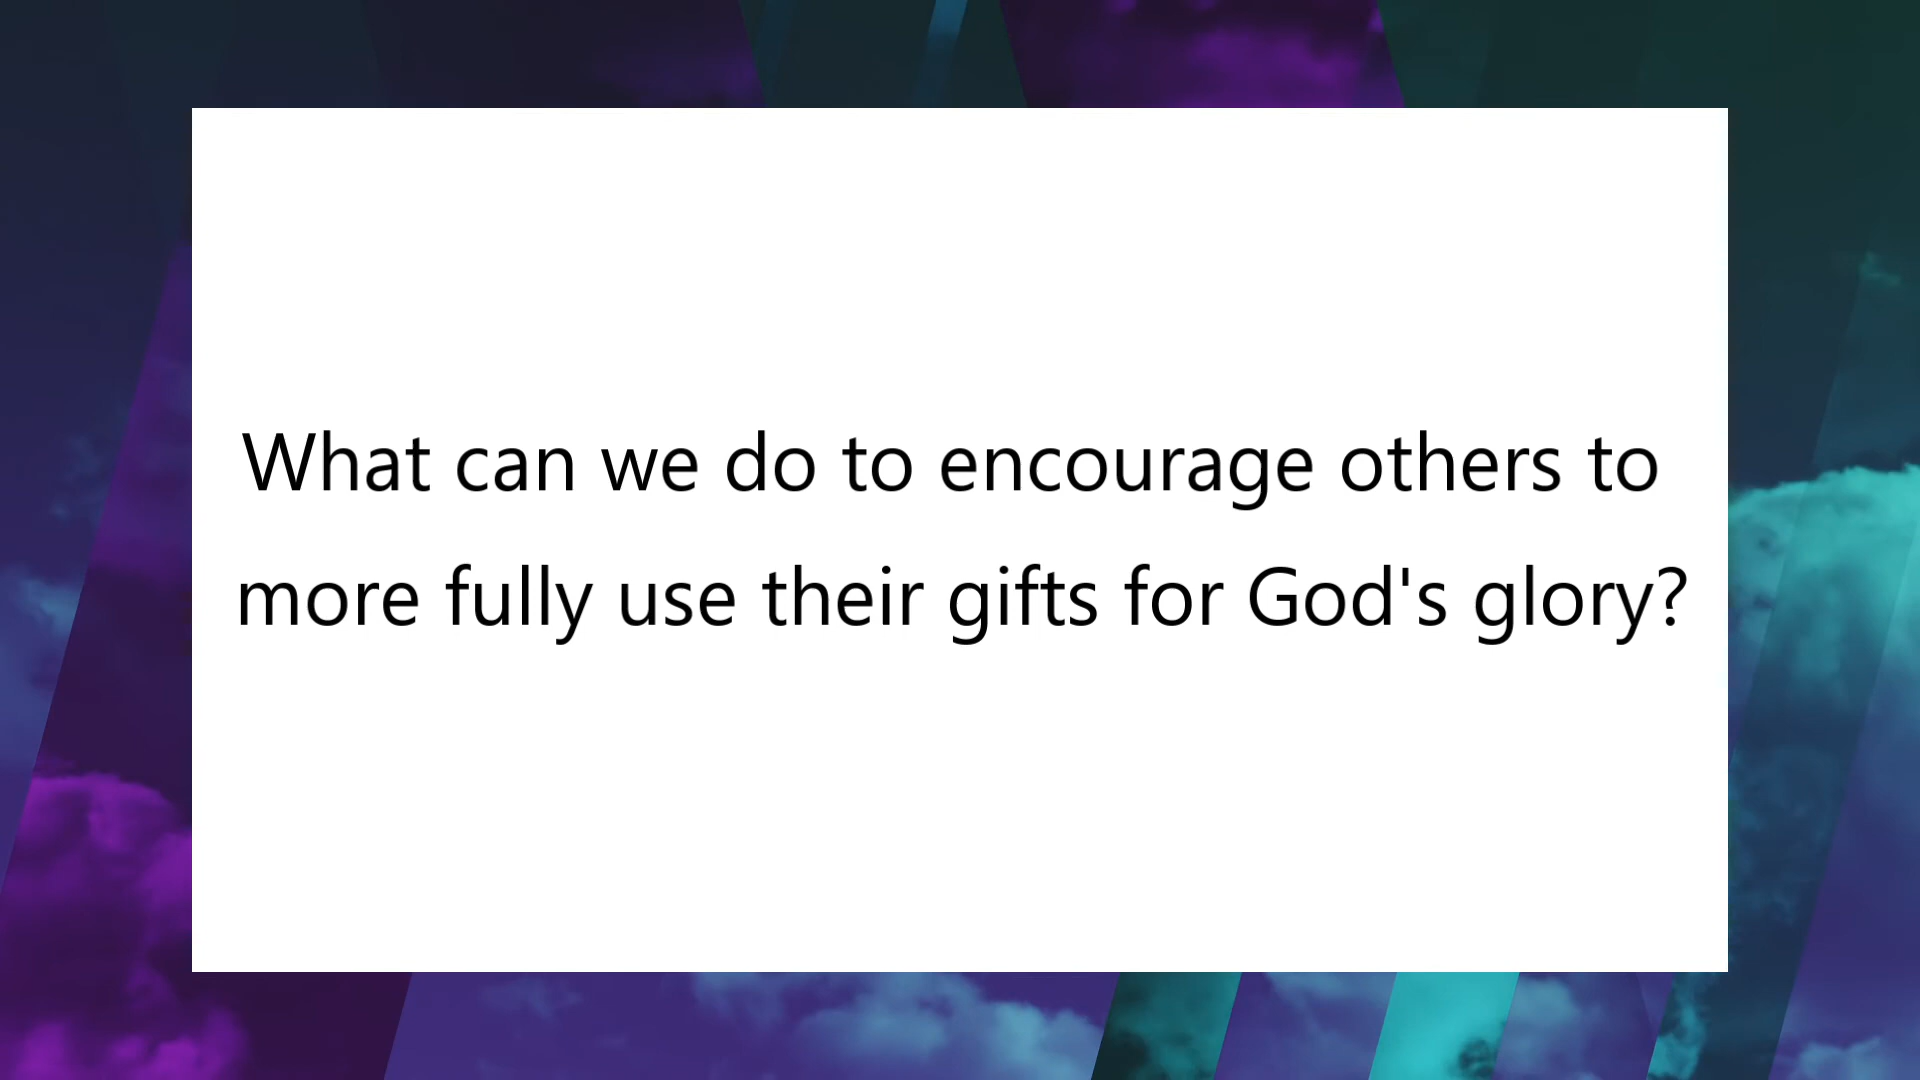 What can we do to encourage others to
more fully use their gifts for God's glory?